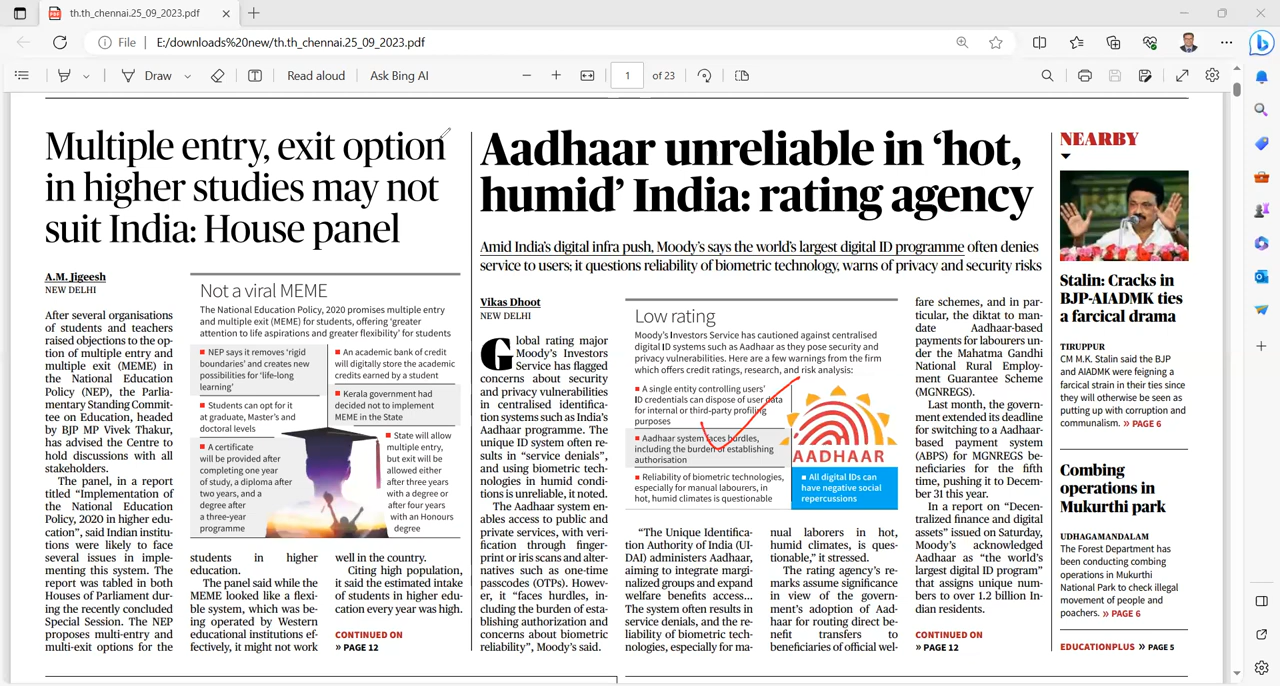 th.th_chennai.25_09_2023.pdf
File
E:/downloads%20new/th.th_chennai.25_09_2023.pdf
Draw
Read aloud
Ask Bing AI
1
of 23
Multiple entry, exit option
in higher studies may not
suit India: House panel
A.M. Jigeesh
NEW DELHI
After several organisations
of students and teachers
raised objections to the op-
tion of multiple entry and
multiple exit (MEME) in
the National Education
Policy (NEP), the Parlia-
mentary Standing Commit-
tee on Education, headed
by BJP MP Vivek Thakur,
has advised the Centre to
hold discussions with all
stakeholders.
The panel, in a report
titled “Implementation of
the National Education
Policy, 2020 in higher edu-
cation”, said Indian institu-
tions were likely to face
several issues in imple-
menting this system. The
report was tabled in both
Houses of Parliament dur-
ing the recently concluded
Special Session. The NEP
proposes multi-entry and
multi-exit options for the
Not a viral MEME
The National Education Policy, 2020 promises multiple entry
and multiple exit (MEME) for students, offering ‘greater
attention to life aspirations and greater flexibility’ for students
NEP says it removes ‘rigid
boundaries’ and creates new
possibilities for ‘life-long
learning’
Students can opt for it
at graduate, Master’s and
doctoral levels
A certificate
will be provided after
completing one year
of study, a diploma after
two years, and a
degree after
a three-year
programme
An academic bank of credit
will digitally store the academic
credits earned by a student
Kerala government had
decided not to implement
MEME in the State
State will allow
multiple entry,
but exit will be
allowed either
after three years
with a degree or
after four years
with an Honours
degree
students in higher
education.
The panel said while the
MEME looked like a flexi-
ble system, which was be-
ing operated by Western
educational institutions ef-
fectively, it might not work
well in the country.
Citing high population,
it said the estimated intake
of students in higher edu-
cation every year was high.
CONTINUED ON
» PAGE 12
Aadhaar unreliable in ‘hot,
humid’ India: rating agency
Amid India’s digital infra push, Moody’s says the world’s largest digital ID programme often denies
service to users; it questions reliability of biometric technology, warns of privacy and security risks
Vikas Dhoot
NEW DELHI
Global rating major
Moody’s Investors
Service has flagged
concerns about security
and privacy vulnerabilities
in centralised identifica-
tion systems such as India’s
Aadhaar programme. The
unique ID system often re-
sults in “service denials”,
and using biometric tech-
nologies in humid condi-
tions is unreliable, it noted.
The Aadhaar system en-
ables access to public and
private services, with veri-
fication through finger-
print or iris scans and alter-
natives such as one-time
passcodes (OTPs). Howev-
er, it “faces hurdles, in-
cluding the burden of esta-
blishing authorization and
concerns about biometric
reliability”, Moody’s said.
Low rating
Moody’s Investors Service has cautioned against centralised
digital ID systems such as Aadhaar as they pose security and
privacy vulnerabilities. Here are a few warnings from the firm
which offers credit ratings, research, and risk analysis:
A single entity controlling users’
ID credentials can dispose of user data
for internal or third-party profiling
purposes
Aadhaar system faces hurdles,
including the burden of establishing
authorisation
Reliability of biometric technologies,
especially for manual labourers, in
hot, humid climates is questionable
AADHAAR
All digital IDs can
have negative social
repercussions
“The Unique Identifica-
tion Authority of India (UI-
DAI) administers Aadhaar,
aiming to integrate margi-
nalized groups and expand
welfare benefits access...
The system often results in
service denials, and the re-
liability of biometric tech-
nologies, especially for ma-
nual laborers in hot,
humid climates, is ques-
tionable,” it stressed.
The rating agency’s re-
marks assume significance
in view of the govern-
ment’s adoption of Aad-
haar for routing direct be-
nefit transfers to
beneficiaries of official wel-
fare schemes, and in par-
ticular, the diktat to man-
date Aadhaar-based
payments for labourers un-
der the Mahatma Gandhi
National Rural Employ-
ment Guarantee Scheme
(MGNREGS).
Last month, the govern-
ment extended its deadline
for switching to a Aadhaar-
based payment system
(ABPS) for MGNREGS be-
neficiaries for the fifth
time, pushing it to Decem-
ber 31 this year.
In a report on “Decen-
tralized finance and digital
assets” issued on Saturday,
Moody’s acknowledged
Aadhaar as “the world’s
largest digital ID program”
that assigns unique num-
bers to over 1.2 billion In-
dian residents.
CONTINUED ON
» PAGE 12
NEARBY
Stalin: Cracks in
BJP-AIADMK ties
a farcical drama
TIRUPPUR
CM M.K. Stalin said the BJP
and AIADMK were feigning a
farcical strain in their ties since
they will otherwise be seen as
putting up with corruption and
communalism. » PAGE 6
Combing
operations in
Mukurthi park
UDHAGAMANDALAM
The Forest Department has
been conducting combing
operations in Mukurthi
National Park to check illegal
movement of people and
poachers. » PAGE 6
EDUCATIONPLUS » PAGE 5